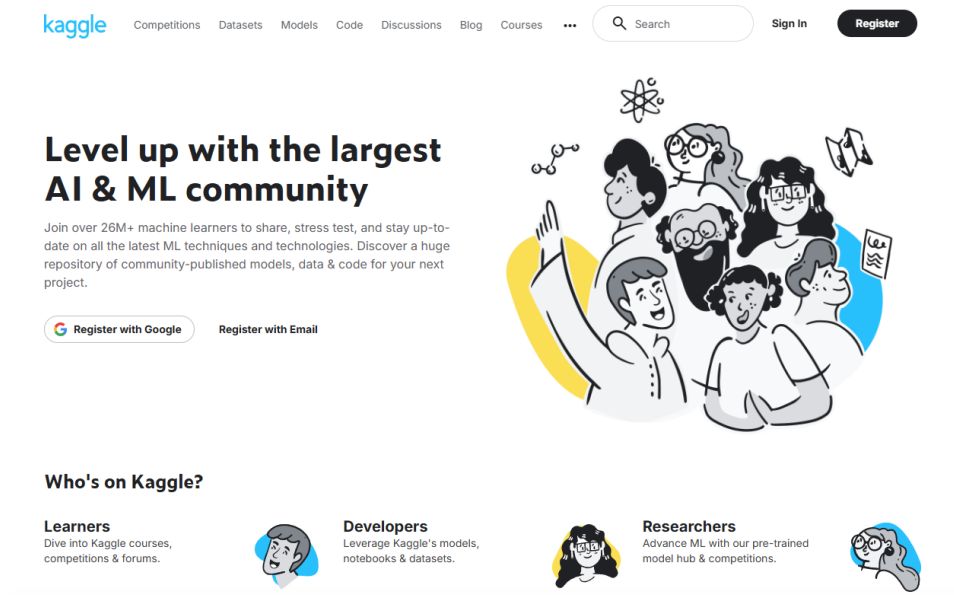 kaggle
Competitions Datasets Models Code Discussions Blog Courses ••• Search Sign In Register
Level up with the largest
AI & ML community
Join over 26M+ machine learners to share, stress test, and stay up-to-
date on all the latest ML techniques and technologies. Discover a huge
repository of community-published models, data & code for your next
project.
Register with Google Register with Email
Who's on Kaggle?
Learners
Dive into Kaggle courses,
competitions & forums.
Developers
Leverage Kaggle's models,
notebooks & datasets.
Researchers
Advance ML with our pre-trained
model hub & competitions.